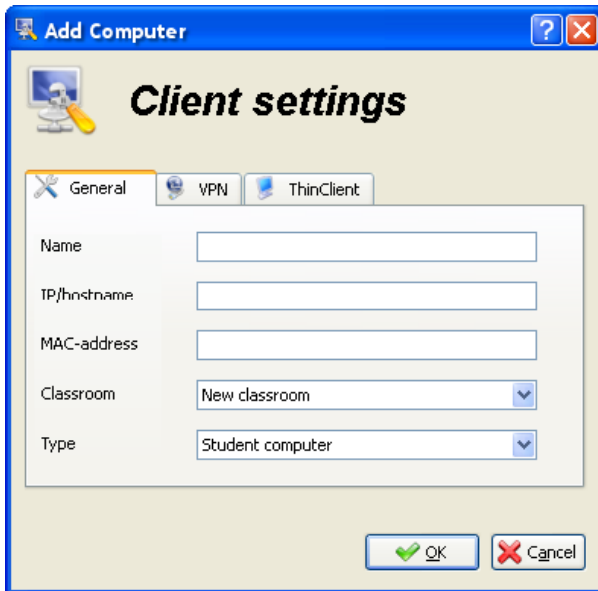 Add Computer
Client settings
General VPN ThinClient
Name
IP/hostname
MAC-address
Classroom New classroom
Type Student computer
OK Cancel